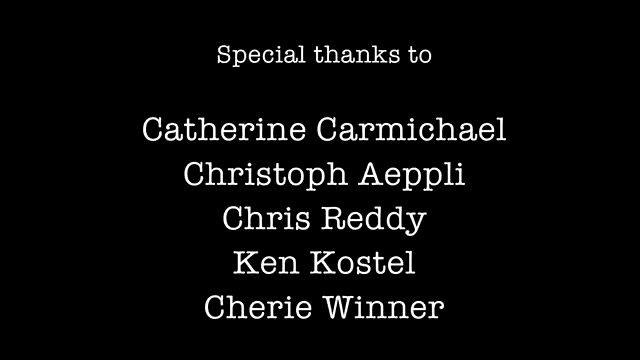 Special thanks to
Catherine Carmichael
Christoph Aeppli
Chris Reddy
Ken Kostel
Cherie Winner